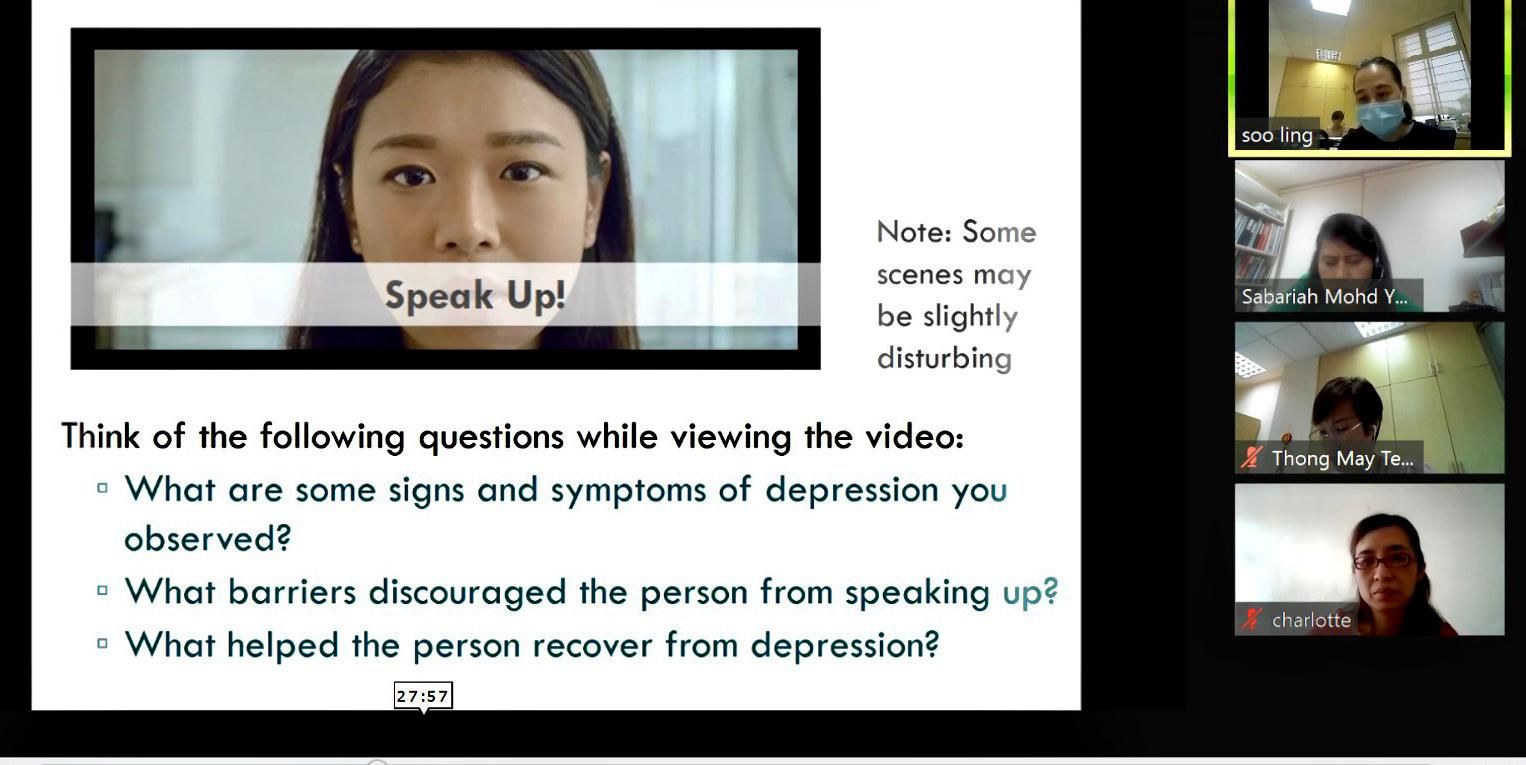 Speak Up!
Note: Some
scenes may
be slightly
disturbing
Think of the following questions while viewing the video:
What are some signs and symptoms of depression you
observed?
What barriers discouraged the person from speaking up?
What helped the person recover from depression?
27:57
soo ling
Sabariah Mohd Y...
Thong May Te...
charlotte